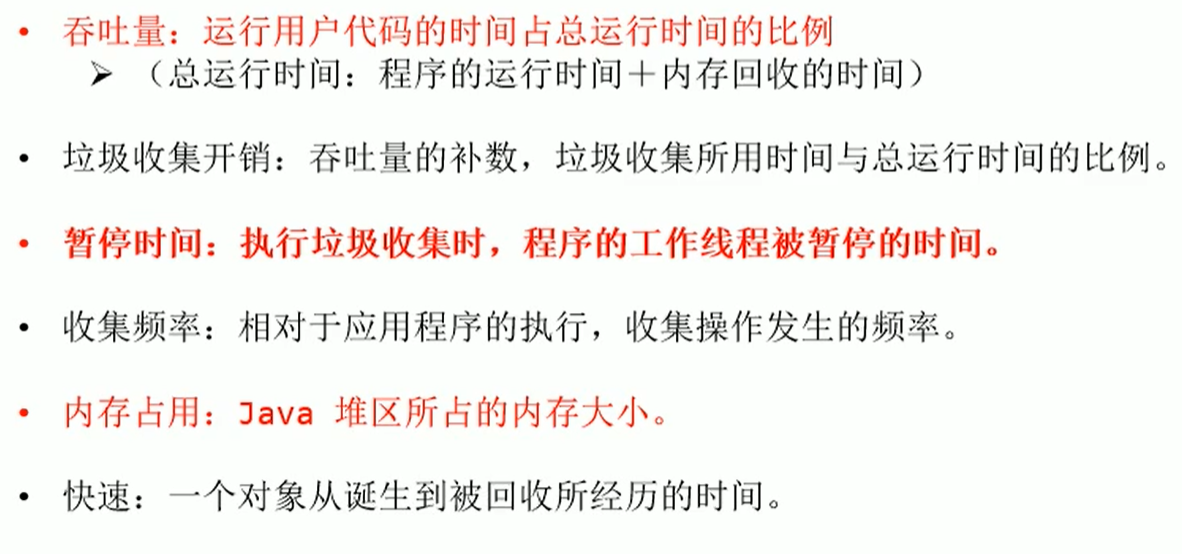 • 吞吐量：运行用户代码的时间占总运行时间的比例
➢ （总运行时间：程序的运行时间＋内存回收的时间）
• 垃圾收集开销：吞吐量的补数，垃圾收集所用时间与总运行时间的比例。
• 暂停时间：执行垃圾收集时，程序的工作线程被暂停的时间。
• 收集频率：相对于应用程序的执行，收集操作发生的频率。
• 内存占用：Java 堆区所占的内存大小。
• 快速：一个对象从诞生到被回收所经历的时间。